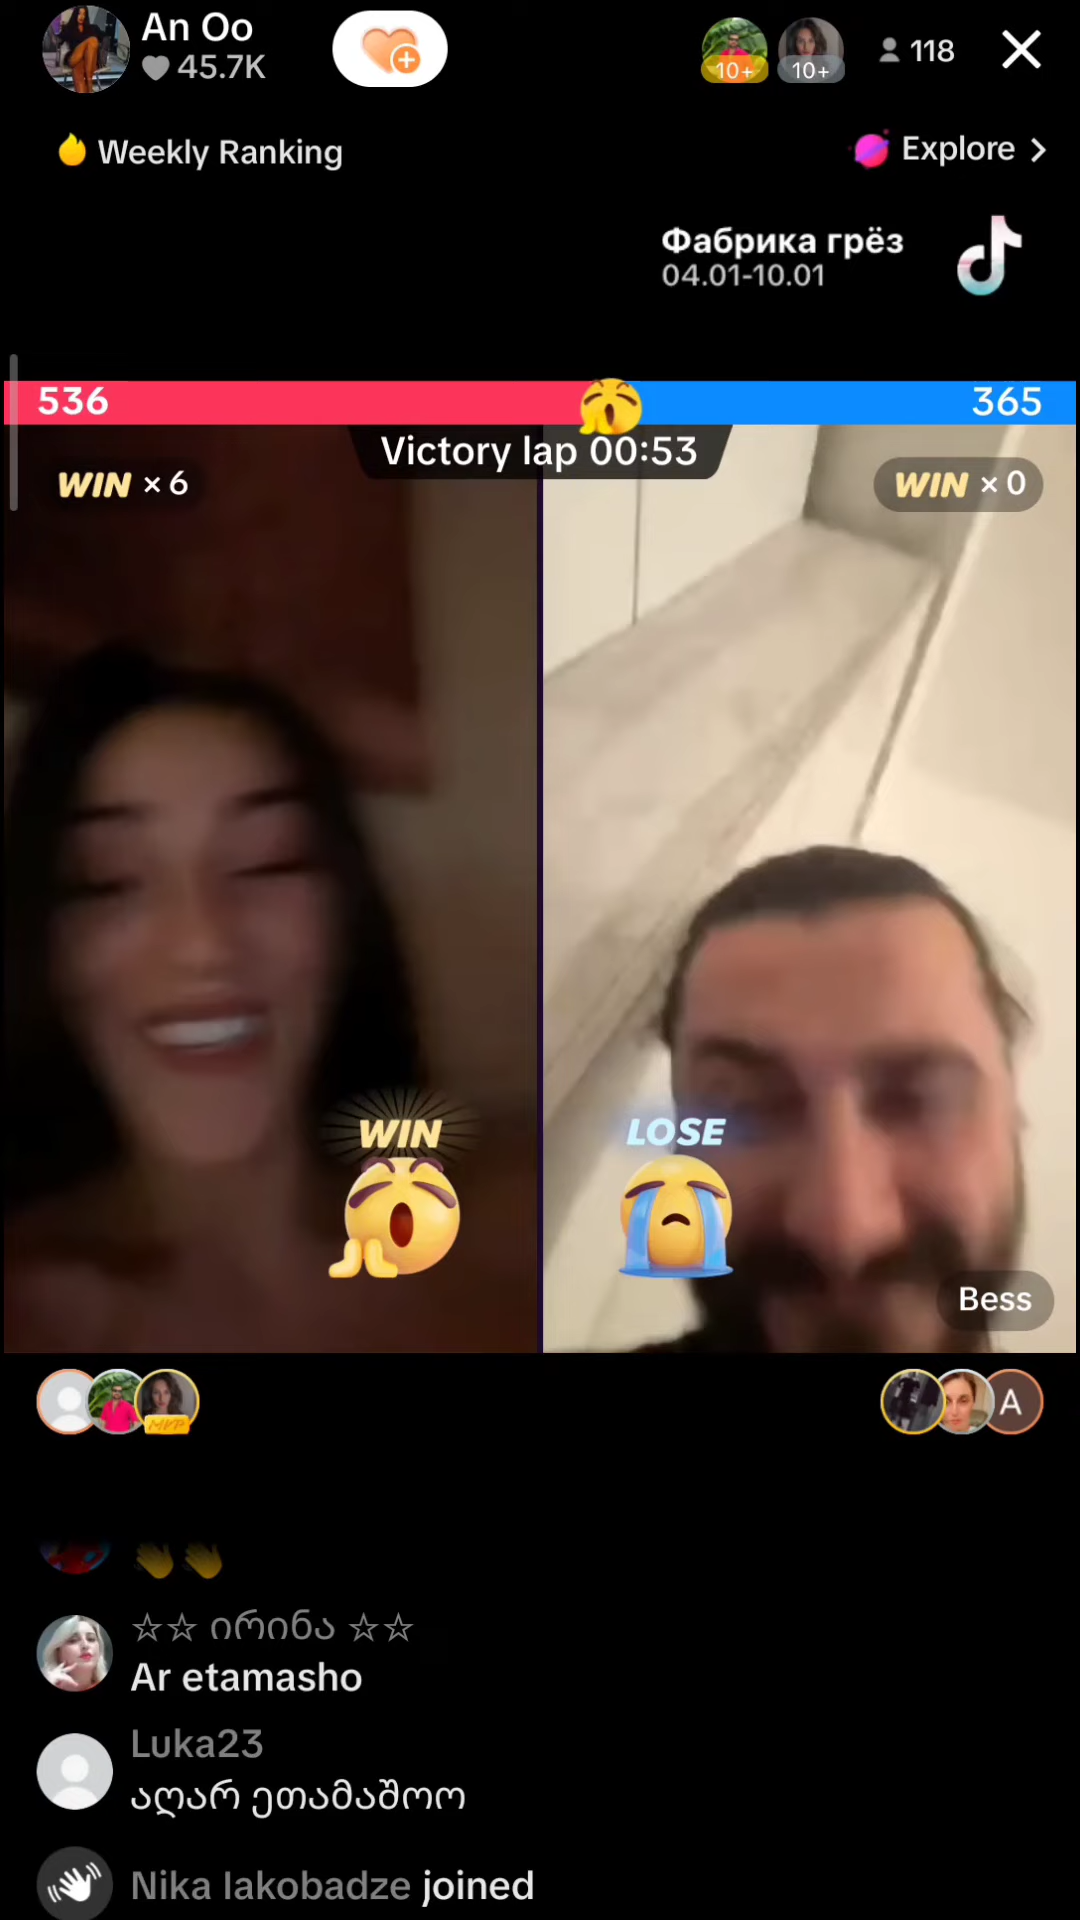 An Oo
45.7K
10+
10+
118
Weekly Ranking
Explore
Фабрика грёз
04.01-10.01
536
365
Victory lap 00:53
WIN × 6
WIN × 0
WIN
LOSE
Bess
MVP
A
☆☆ ირინა ☆☆
Ar etamasho
Luka23
აღარ ეთამაშოო
Nika Iakobadze joined